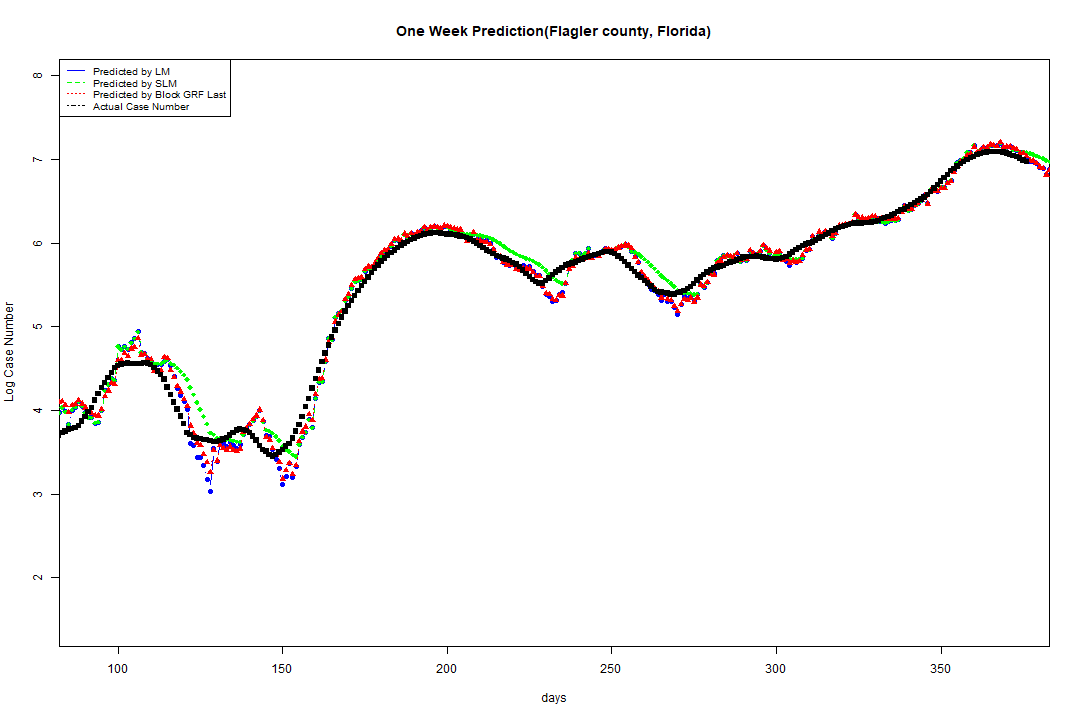 One Week Prediction(Flagler county, Florida)
Predicted by LM
Predicted by SLM
Predicted by Block GRF Last
Actual Case Number
8
7
6
5
4
3
2
Log Case Number
100 150 200 250 300 350
days